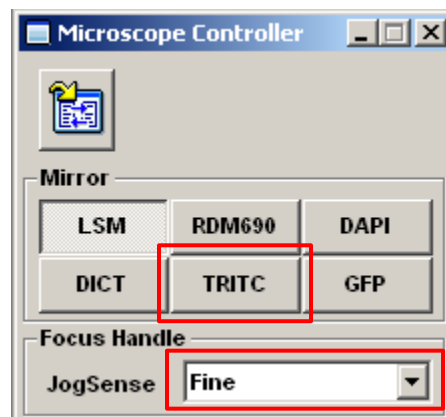 Microscope Controller
Mirror
LSM RDM690 DAPI
DICT TRITC GFP
Focus Handle
JogSense Fine